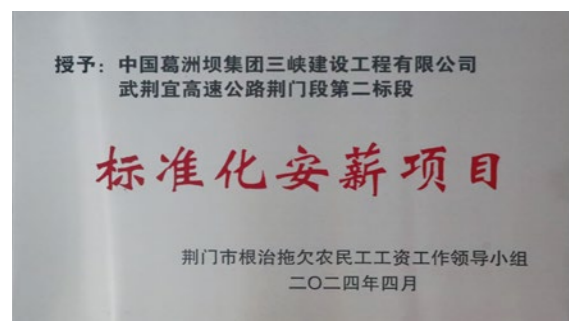 授予：中国葛洲坝集团三峡建设工程有限公司
武荆宜高速公路荆门段第二标段
标准化安薪项目
荆门市根治拖欠农民工工资工作领导小组
二〇二四年四月